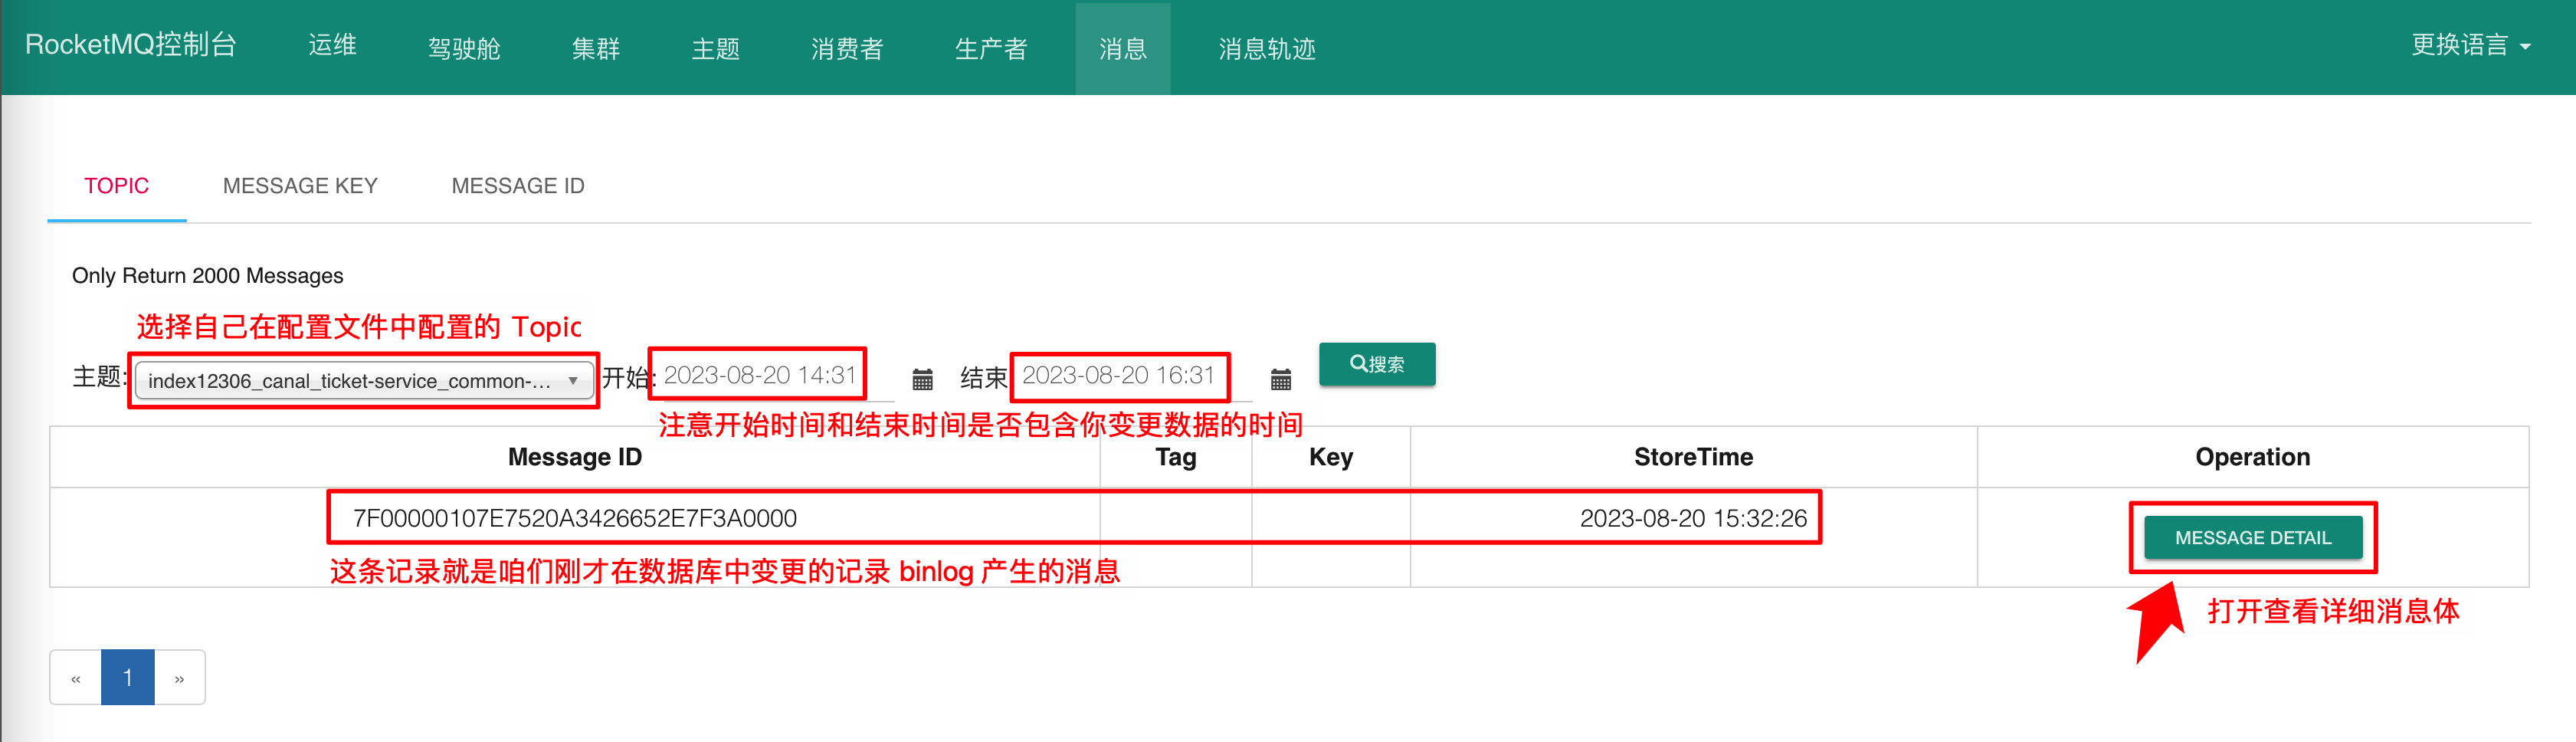 RocketMQ控制台 运维 驾驶舱 集群 主题 消费者 生产者 消息 消息轨迹 更换语言
TOPIC MESSAGE KEY MESSAGE ID
Only Return 2000 Messages
选择自己在配置文件中配置的 Topic
主题: index12306_canal_ticket-service_common-... 开始: 2023-08-20 14:31 结束 2023-08-20 16:31 搜索
注意开始时间和结束时间是否包含你变更数据的时间
Message ID Tag Key StoreTime Operation
7F00000107E7520A3426652E7F3A0000 2023-08-20 15:32:26 MESSAGE DETAIL
这条记录就是咱们刚才在数据库中变更的记录 binlog 产生的消息
打开查看详细消息体
« 1 »